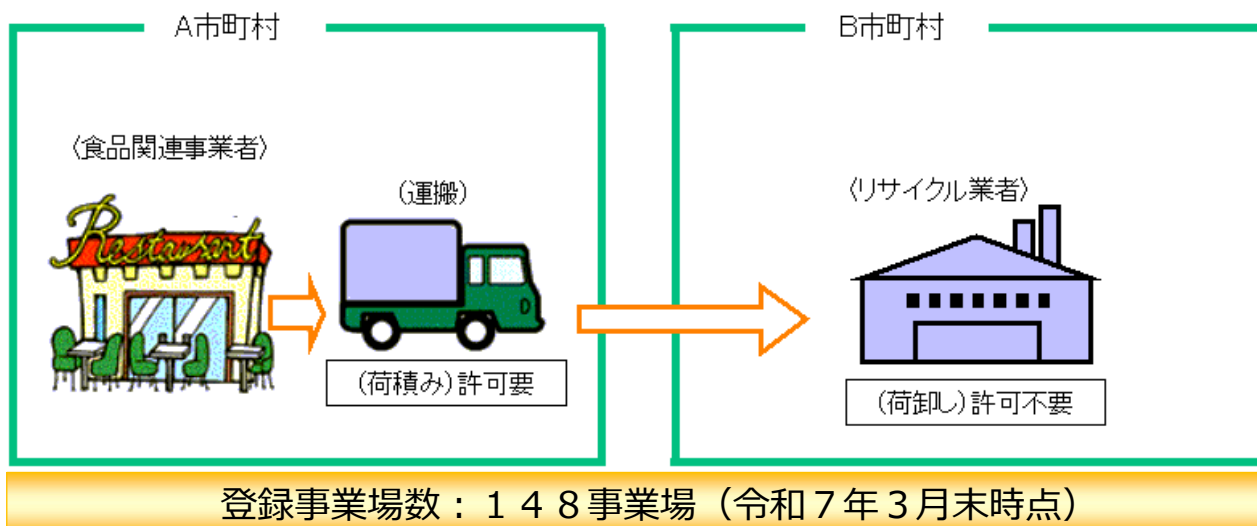 A市町村
B市町村
〈食品関連事業者〉
(運搬)
〈リサイクル業者〉
Restaurant
(荷積み)許可要
(荷卸し)許可不要
D
登録事業場数：１４８事業場（令和７年３月末時点）